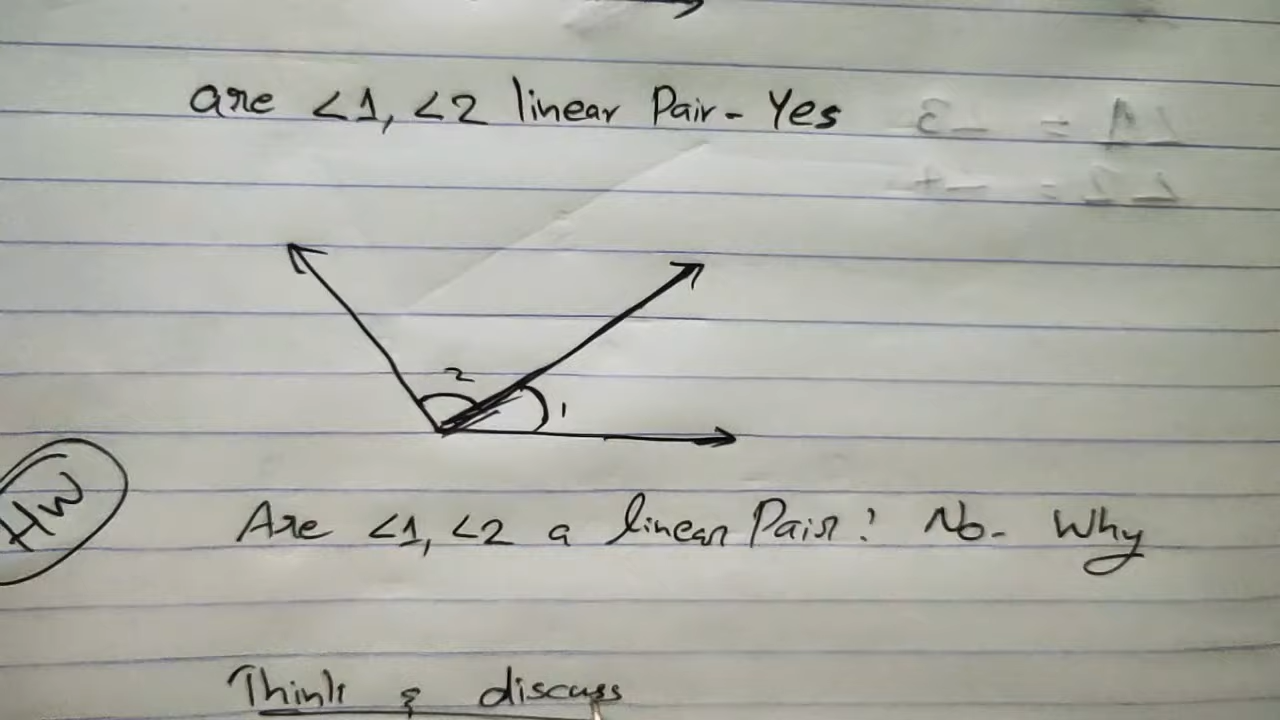 are ∠1, ∠2 linear Pair - Yes
2
1
HW
Are ∠1, ∠2 a linear Pair? No - Why
Think & discuss